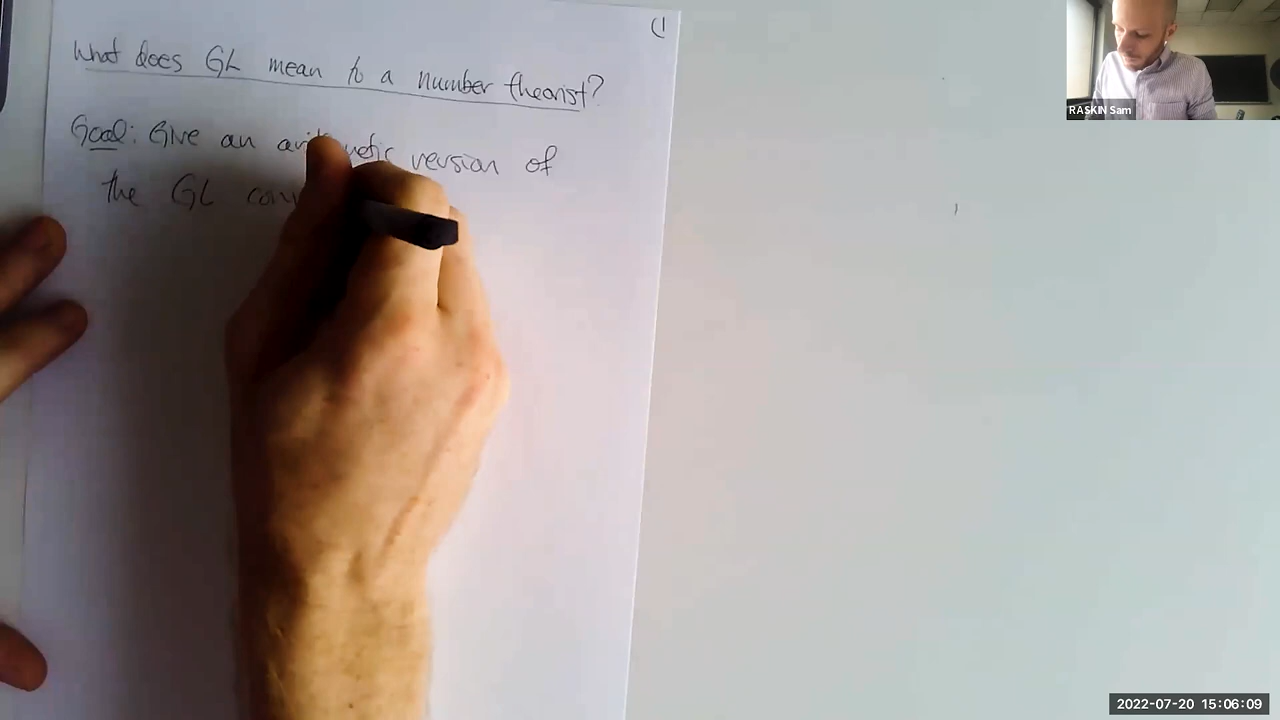 (1
What does GL mean to a number theorist?
Goal: Give an version of
the GL
RASKIN Sam
2022-07-20 15:06:09